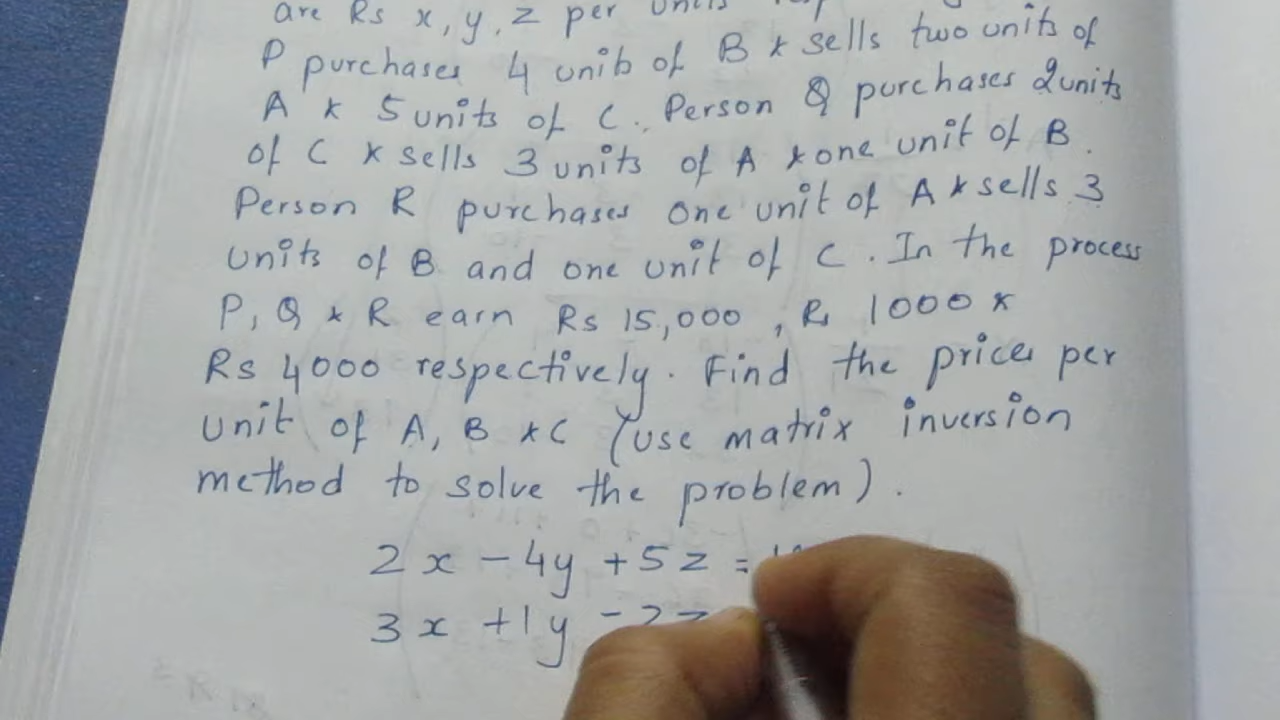 are Rs x, y, z per units
P purchases 4 units of B & sells two units of
A & 5 units of C. Person Q purchases 2 units
of C & sells 3 units of A & one unit of B.
Person R purchases one unit of A & sells 3
units of B and one unit of C. In the process
P, Q & R earn Rs 15,000, Rs 1000 &
Rs 4000 respectively. Find the prices per
unit of A, B & C (use matrix inversion
method to solve the problem).
2x - 4y + 5z =
3x + 1y - 2z